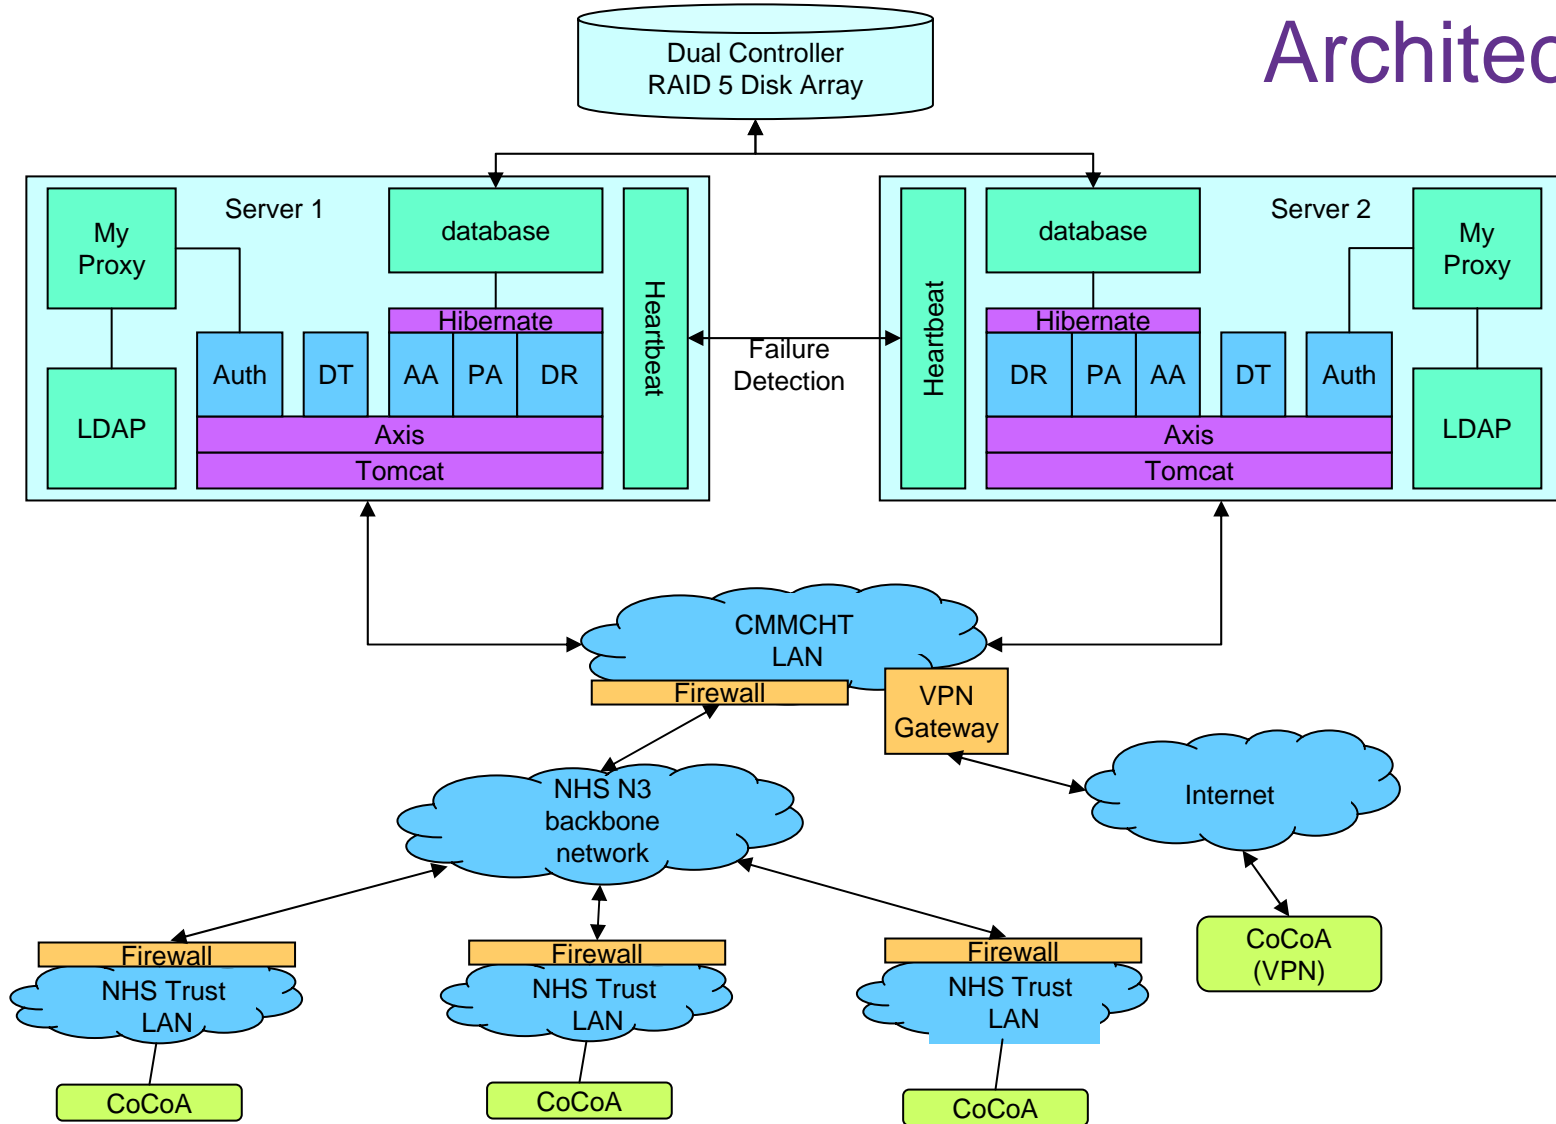 Architec
Dual Controller
RAID 5 Disk Array
Server 1
My
Proxy
database
Heartbeat
Hibernate
Auth
DT
AA
PA
DR
LDAP
Axis
Tomcat
Failure
Detection
Server 2
Heartbeat
database
My
Proxy
Hibernate
DR
PA
AA
DT
Auth
LDAP
Axis
Tomcat
CMMCHT
LAN
Firewall
VPN
Gateway
NHS N3
backbone
network
Internet
Firewall
NHS Trust
LAN
CoCoA
Firewall
NHS Trust
LAN
CoCoA
Firewall
NHS Trust
LAN
CoCoA
CoCoA
(VPN)